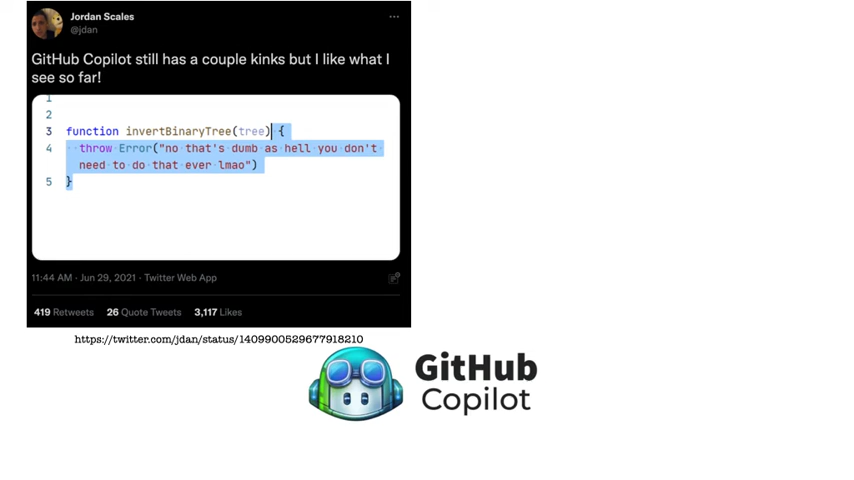 Jordan Scales
@jdan
GitHub Copilot still has a couple kinks but I like what I
see so far!
1
2
3 function invertBinaryTree(tree) {
4 throw Error("no that's dumb as hell you don't
need to do that ever lmao")
5 }
11:44 AM · Jun 29, 2021 · Twitter Web App
419 Retweets 26 Quote Tweets 3,117 Likes
https://twitter.com/jdan/status/1409900529677918210
GitHub
Copilot